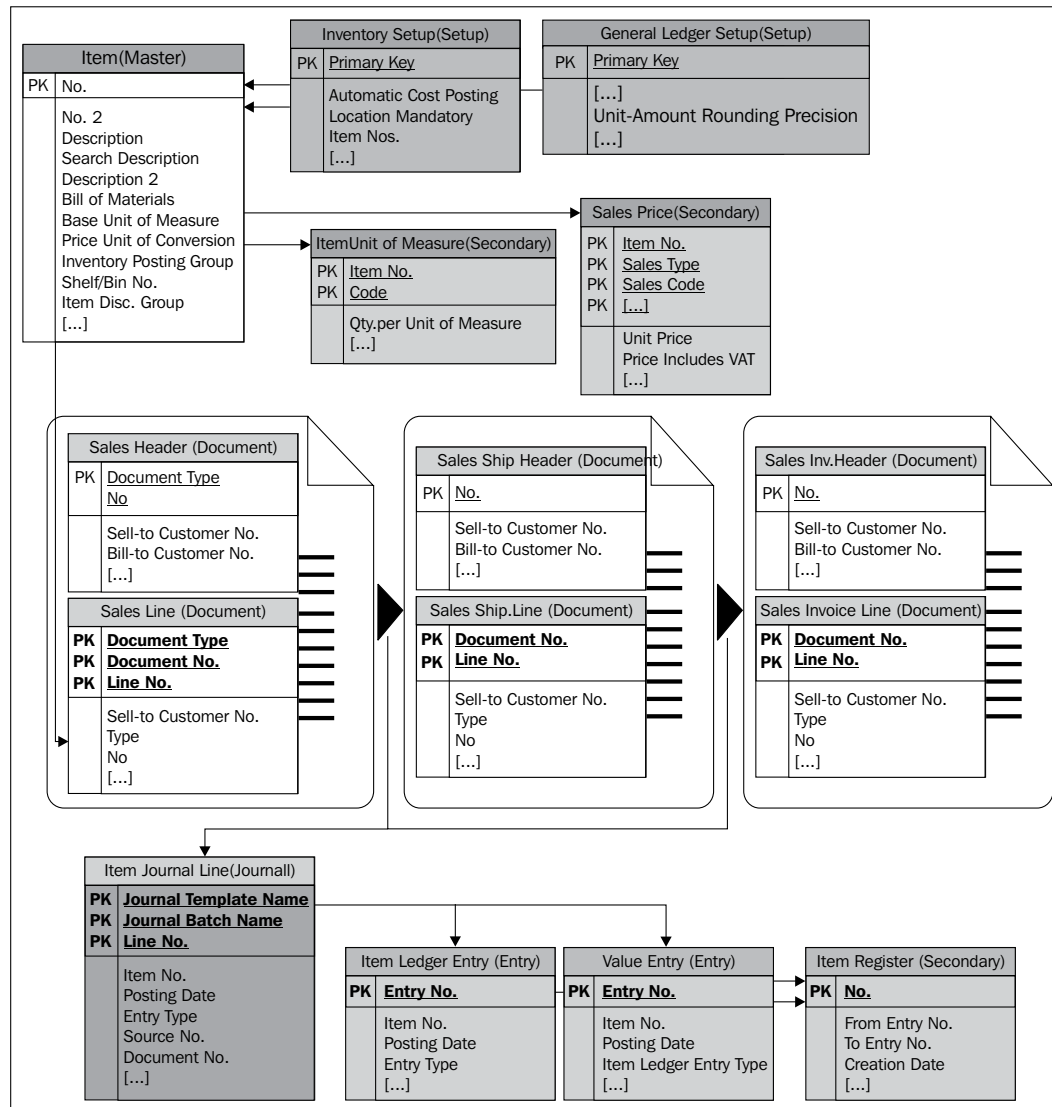 Item(Master)
PK No.
No. 2
Description
Search Description
Description 2
Bill of Materials
Base Unit of Measure
Price Unit of Conversion
Inventory Posting Group
Shelf/Bin No.
Item Disc. Group
[...]
Inventory Setup(Setup)
PK Primary Key
Automatic Cost Posting
Location Mandatory
Item Nos.
[...]
General Ledger Setup(Setup)
PK Primary Key
[...]
Unit-Amount Rounding Precision
[...]
ItemUnit of Measure(Secondary)
PK Item No.
PK Code
Qty.per Unit of Measure
[...]
Sales Price(Secondary)
PK Item No.
PK Sales Type
PK Sales Code
PK [...]
Unit Price
Price Includes VAT
[...]
Sales Header (Document)
PK Document Type
No
Sell-to Customer No.
Bill-to Customer No.
[...]
Sales Line (Document)
PK Document Type
PK Document No.
PK Line No.
Sell-to Customer No.
Type
No
[...]
Sales Ship Header (Document)
PK No.
Sell-to Customer No.
Bill-to Customer No.
[...]
Sales Ship.Line (Document)
PK Document No.
PK Line No.
Sell-to Customer No.
Type
No
[...]
Sales Inv.Header (Document)
PK No.
Sell-to Customer No.
Bill-to Customer No.
[...]
Sales Invoice Line (Document)
PK Document No.
PK Line No.
Sell-to Customer No.
Type
No
[...]
Item Journal Line(Journall)
PK Journal Template Name
PK Journal Batch Name
PK Line No.
Item No.
Posting Date
Entry Type
Source No.
Document No.
[...]
Item Ledger Entry (Entry)
PK Entry No.
Item No.
Posting Date
Entry Type
[...]
Value Entry (Entry)
PK Entry No.
Item No.
Posting Date
Item Ledger Entry Type
[...]
Item Register (Secondary)
PK No.
From Entry No.
To Entry No.
Creation Date
[...]